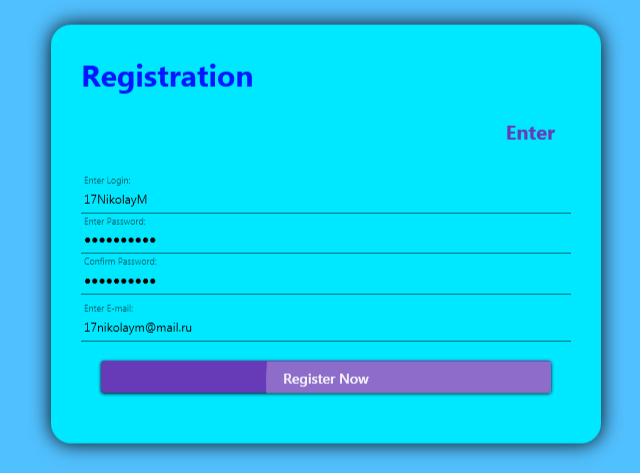 Registration
Enter
Enter Login:
17NikolayM
Enter Password:
●●●●●●●●●●
Confirm Password:
●●●●●●●●●●
Enter E-mail:
17nikolaym@mail.ru
Register Now